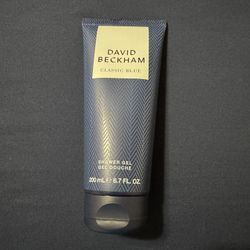 DAVID
BECKHAM
CLASSIC BLUE
SHOWER GEL
GEL DOUCHE
200 mL ℮ 6.7 FL. OZ.